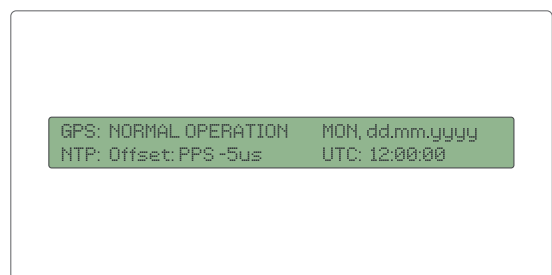 GPS: NORMAL OPERATION MON, dd.mm.yyyy
NTP: Offset: PPS -5us UTC: 12:00:00